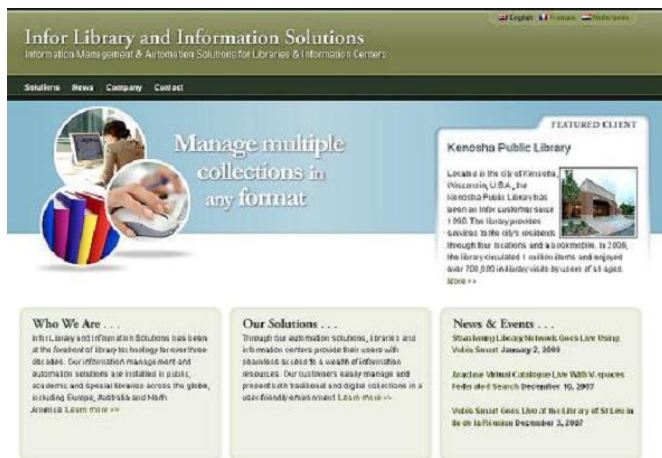 English Français Nederlands
Infor Library and Information Solutions
Information Management & Automation Solutions for Libraries & Information Centers
Solutions News Company Contact
Manage multiple
collections in
any format
FEATURED CLIENT
Kenosha Public Library
Located in the city of Kenosha,
Wisconsin, U.S.A., the
Kenosha Public Library has
been an Infor customer since
1990. The library provides
services to the city's residents
through four locations and a bookmobile. In 2006,
the library circulated 1 million items and enjoyed
over 700,000 in-library visits by users of all ages.
More >>
Who We Are . . .
Infor Library and Information Solutions has been
at the forefront of library technology for over three
decades. Our information management and
automation solutions are installed in public,
academic and special libraries across the globe,
including Europe, Australia and North
America. Learn more >>
Our Solutions . . .
Through our automation solutions, libraries and
information centers provide their users with
seamless access to a wealth of information
resources. Our customers easily manage and
present both traditional and digital collections in a
user-friendly environment. Learn more >>
News & Events . . .
Strasbourg Library Network Goes Live Using
Vubis Smart January 2, 2008
Catalogue Live With V-spaces
Federated Search December 10, 2007
Vubis Smart Goes Live at the Library of St Leu in
Ile de la Réunion December 3, 2007